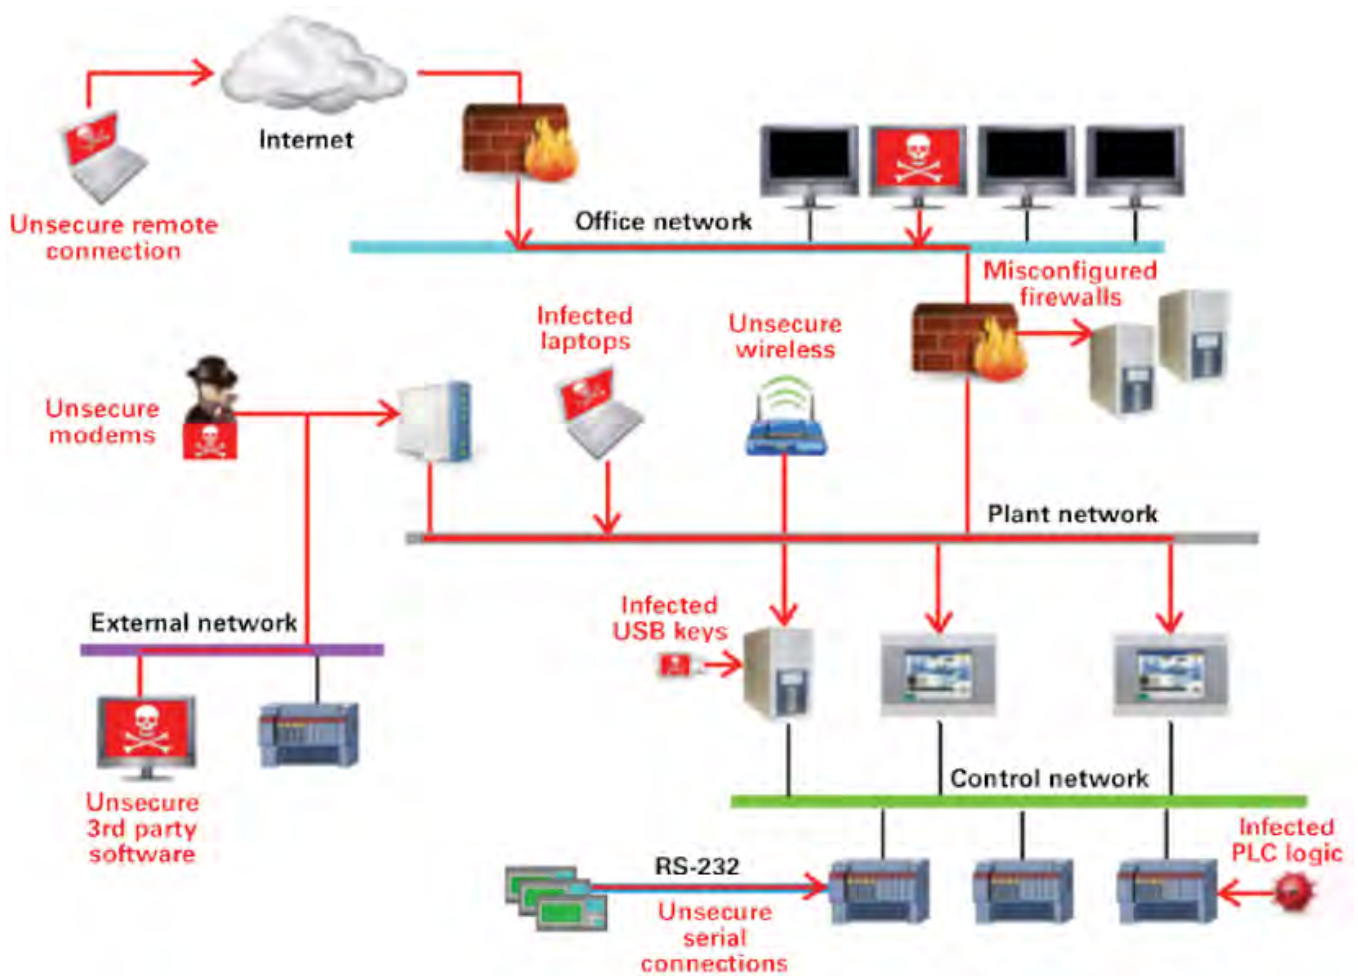 Internet
Unsecure remote
connection
Office network
Misconfigured
firewalls
Infected
laptops
Unsecure
wireless
Unsecure
modems
Plant network
External network
Infected
USB keys
Unsecure
3rd party
software
Control network
RS-232
Unsecure
serial
connections
Infected
PLC logic